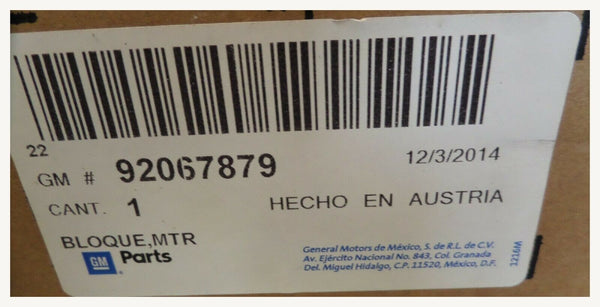 22
GM # 92067879
12/3/2014
CANT. 1
HECHO EN AUSTRIA
BLOQUE,MTR
GM Parts
General Motors de México, S. de R.L. de C.V.
Av. Ejército Nacional No. 843, Col. Granada
Del. Miguel Hidalgo, C.P. 11520, México, D.F.
1216M